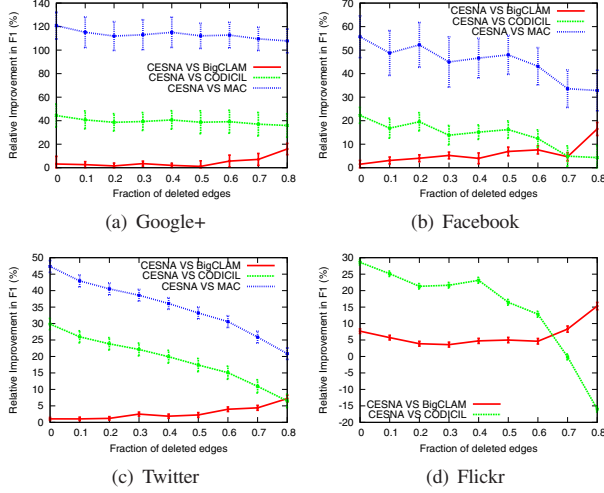 Relative Improvement in F1 (%)
140
120
100
80
60
40
20
0
CESNA VS BigCLAM
CESNA VS CODICIL
CESNA VS MAC
0 0.1 0.2 0.3 0.4 0.5 0.6 0.7 0.8
Fraction of deleted edges
(a) Google+
Relative Improvement in F1 (%)
70
60
50
40
30
20
10
0
CESNA VS BigCLAM
CESNA VS CODICIL
CESNA VS MAC
0 0.1 0.2 0.3 0.4 0.5 0.6 0.7 0.8
Fraction of deleted edges
(b) Facebook
Relative Improvement in F1 (%)
50
45
40
35
30
25
20
15
10
5
0
CESNA VS BigCLAM
CESNA VS CODICIL
CESNA VS MAC
0 0.1 0.2 0.3 0.4 0.5 0.6 0.7 0.8
Fraction of deleted edges
(c) Twitter
Relative Improvement in F1 (%)
30
25
20
15
10
5
0
-5
-10
-15
-20
CESNA VS BigCLAM
CESNA VS CODICIL
0 0.1 0.2 0.3 0.4 0.5 0.6 0.7 0.8
Fraction of deleted edges
(d) Flickr